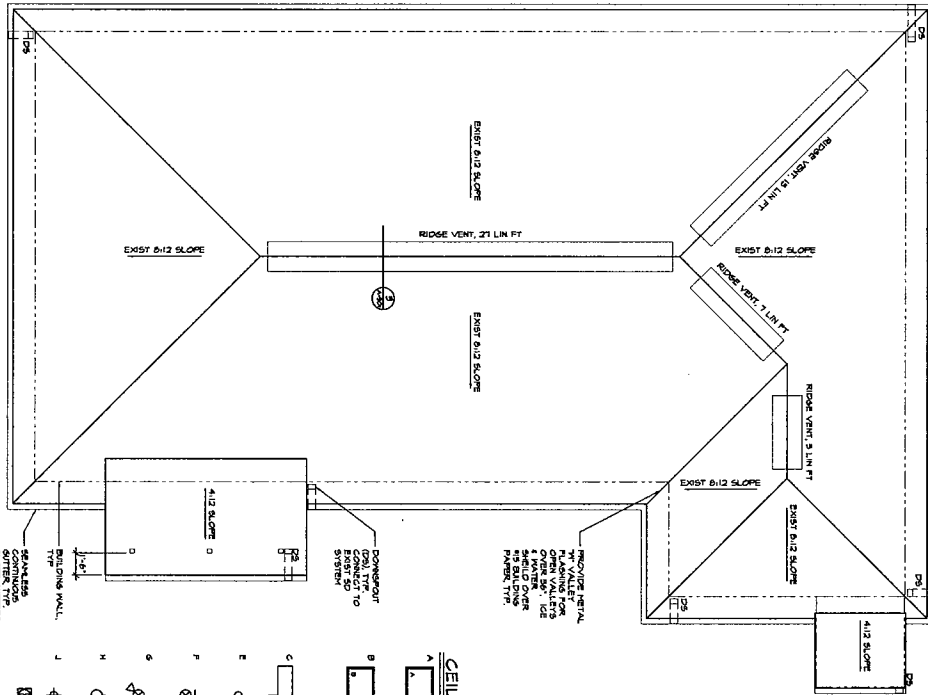 DS
DS
RIDGE VENT, 15 LIN FT
EXIST 8:12 SLOPE
RIDGE VENT, 27 LIN FT
EXIST 8:12 SLOPE
EXIST 8:12 SLOPE
RIDGE VENT, 7 LIN FT
EXIST 8:12 SLOPE
RIDGE VENT, 5 LIN FT
EXIST 8:12 SLOPE
EXIST 8:12 SLOPE
4:12 SLOPE
DS
1'-6"
BUILDING WALL,
TYP
SEAMLESS
CONTINUOUS
GUTTER, TYP.
DOWNSPOUT
(DS), TYP
CONNECT TO
EXIST SD
SYSTEM
PROVIDE METAL
"W" VALLEY
FLASHING FOR
OPEN VALLEYS
OVER 36", ICE
& WATER
SHIELD OVER
#15 BUILDING
PAPER, TYP.
DS
DS
4:12 SLOPE
DS
CEIL
A
A
B
B
C
E
F
G
H
J